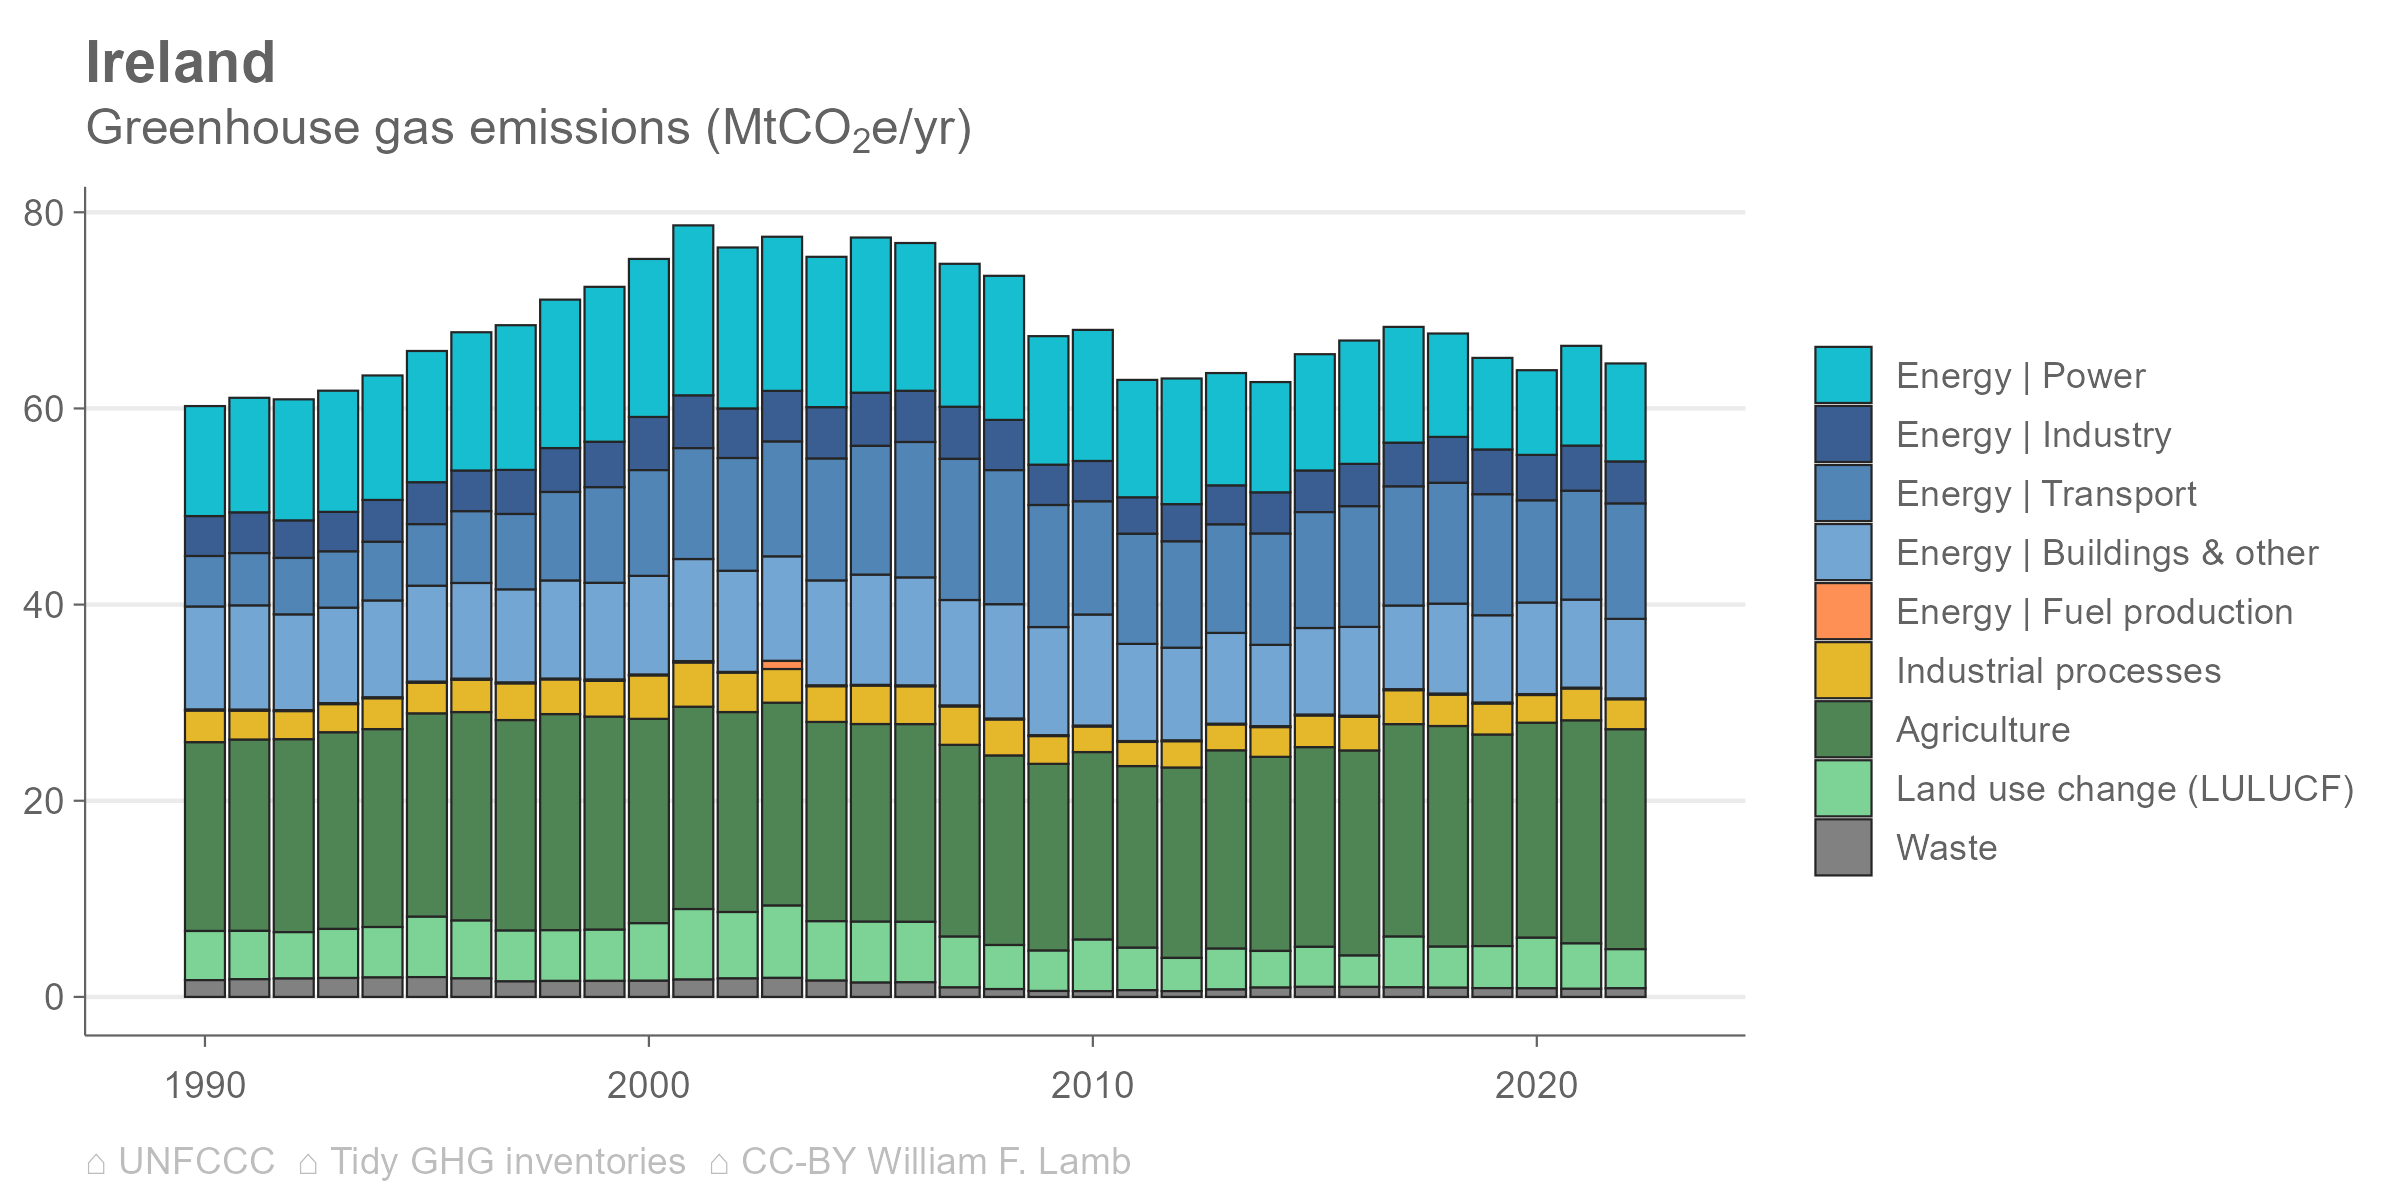 Ireland
Greenhouse gas emissions (MtCO₂e/yr)
80
60
40
20
0
1990 2000 2010 2020
Energy | Power
Energy | Industry
Energy | Transport
Energy | Buildings & other
Energy | Fuel production
Industrial processes
Agriculture
Land use change (LULUCF)
Waste
⌂ UNFCCC ⌂ Tidy GHG inventories ⌂ CC-BY William F. Lamb